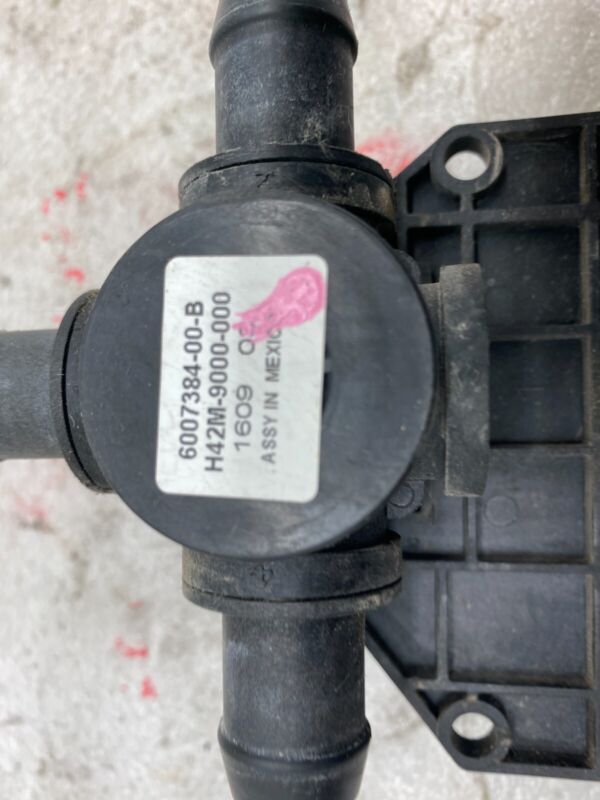 6007384-00-B
H42M-9000-000
1609
ASSY IN MEXICO